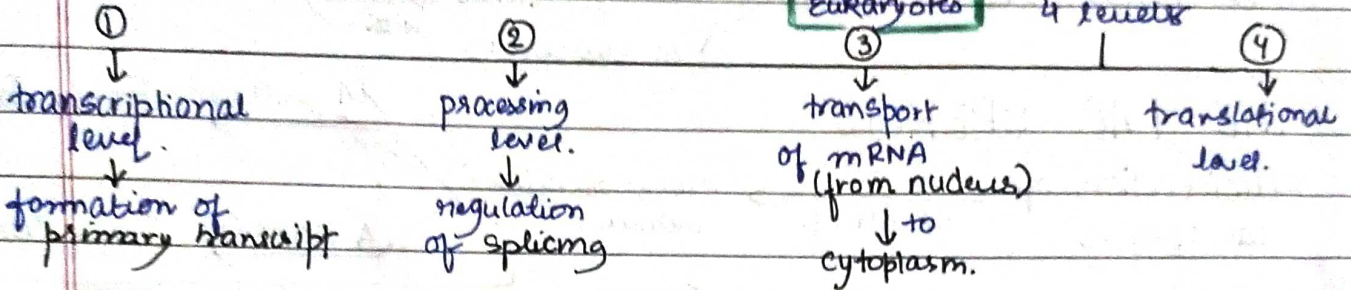 Eukaryotes 4 levels
① ② ③ ④
transcriptional processing transport translational
level. level. of mRNA level.
(from nucleus)
formation of regulation to
primary transcript of splicing cytoplasm.